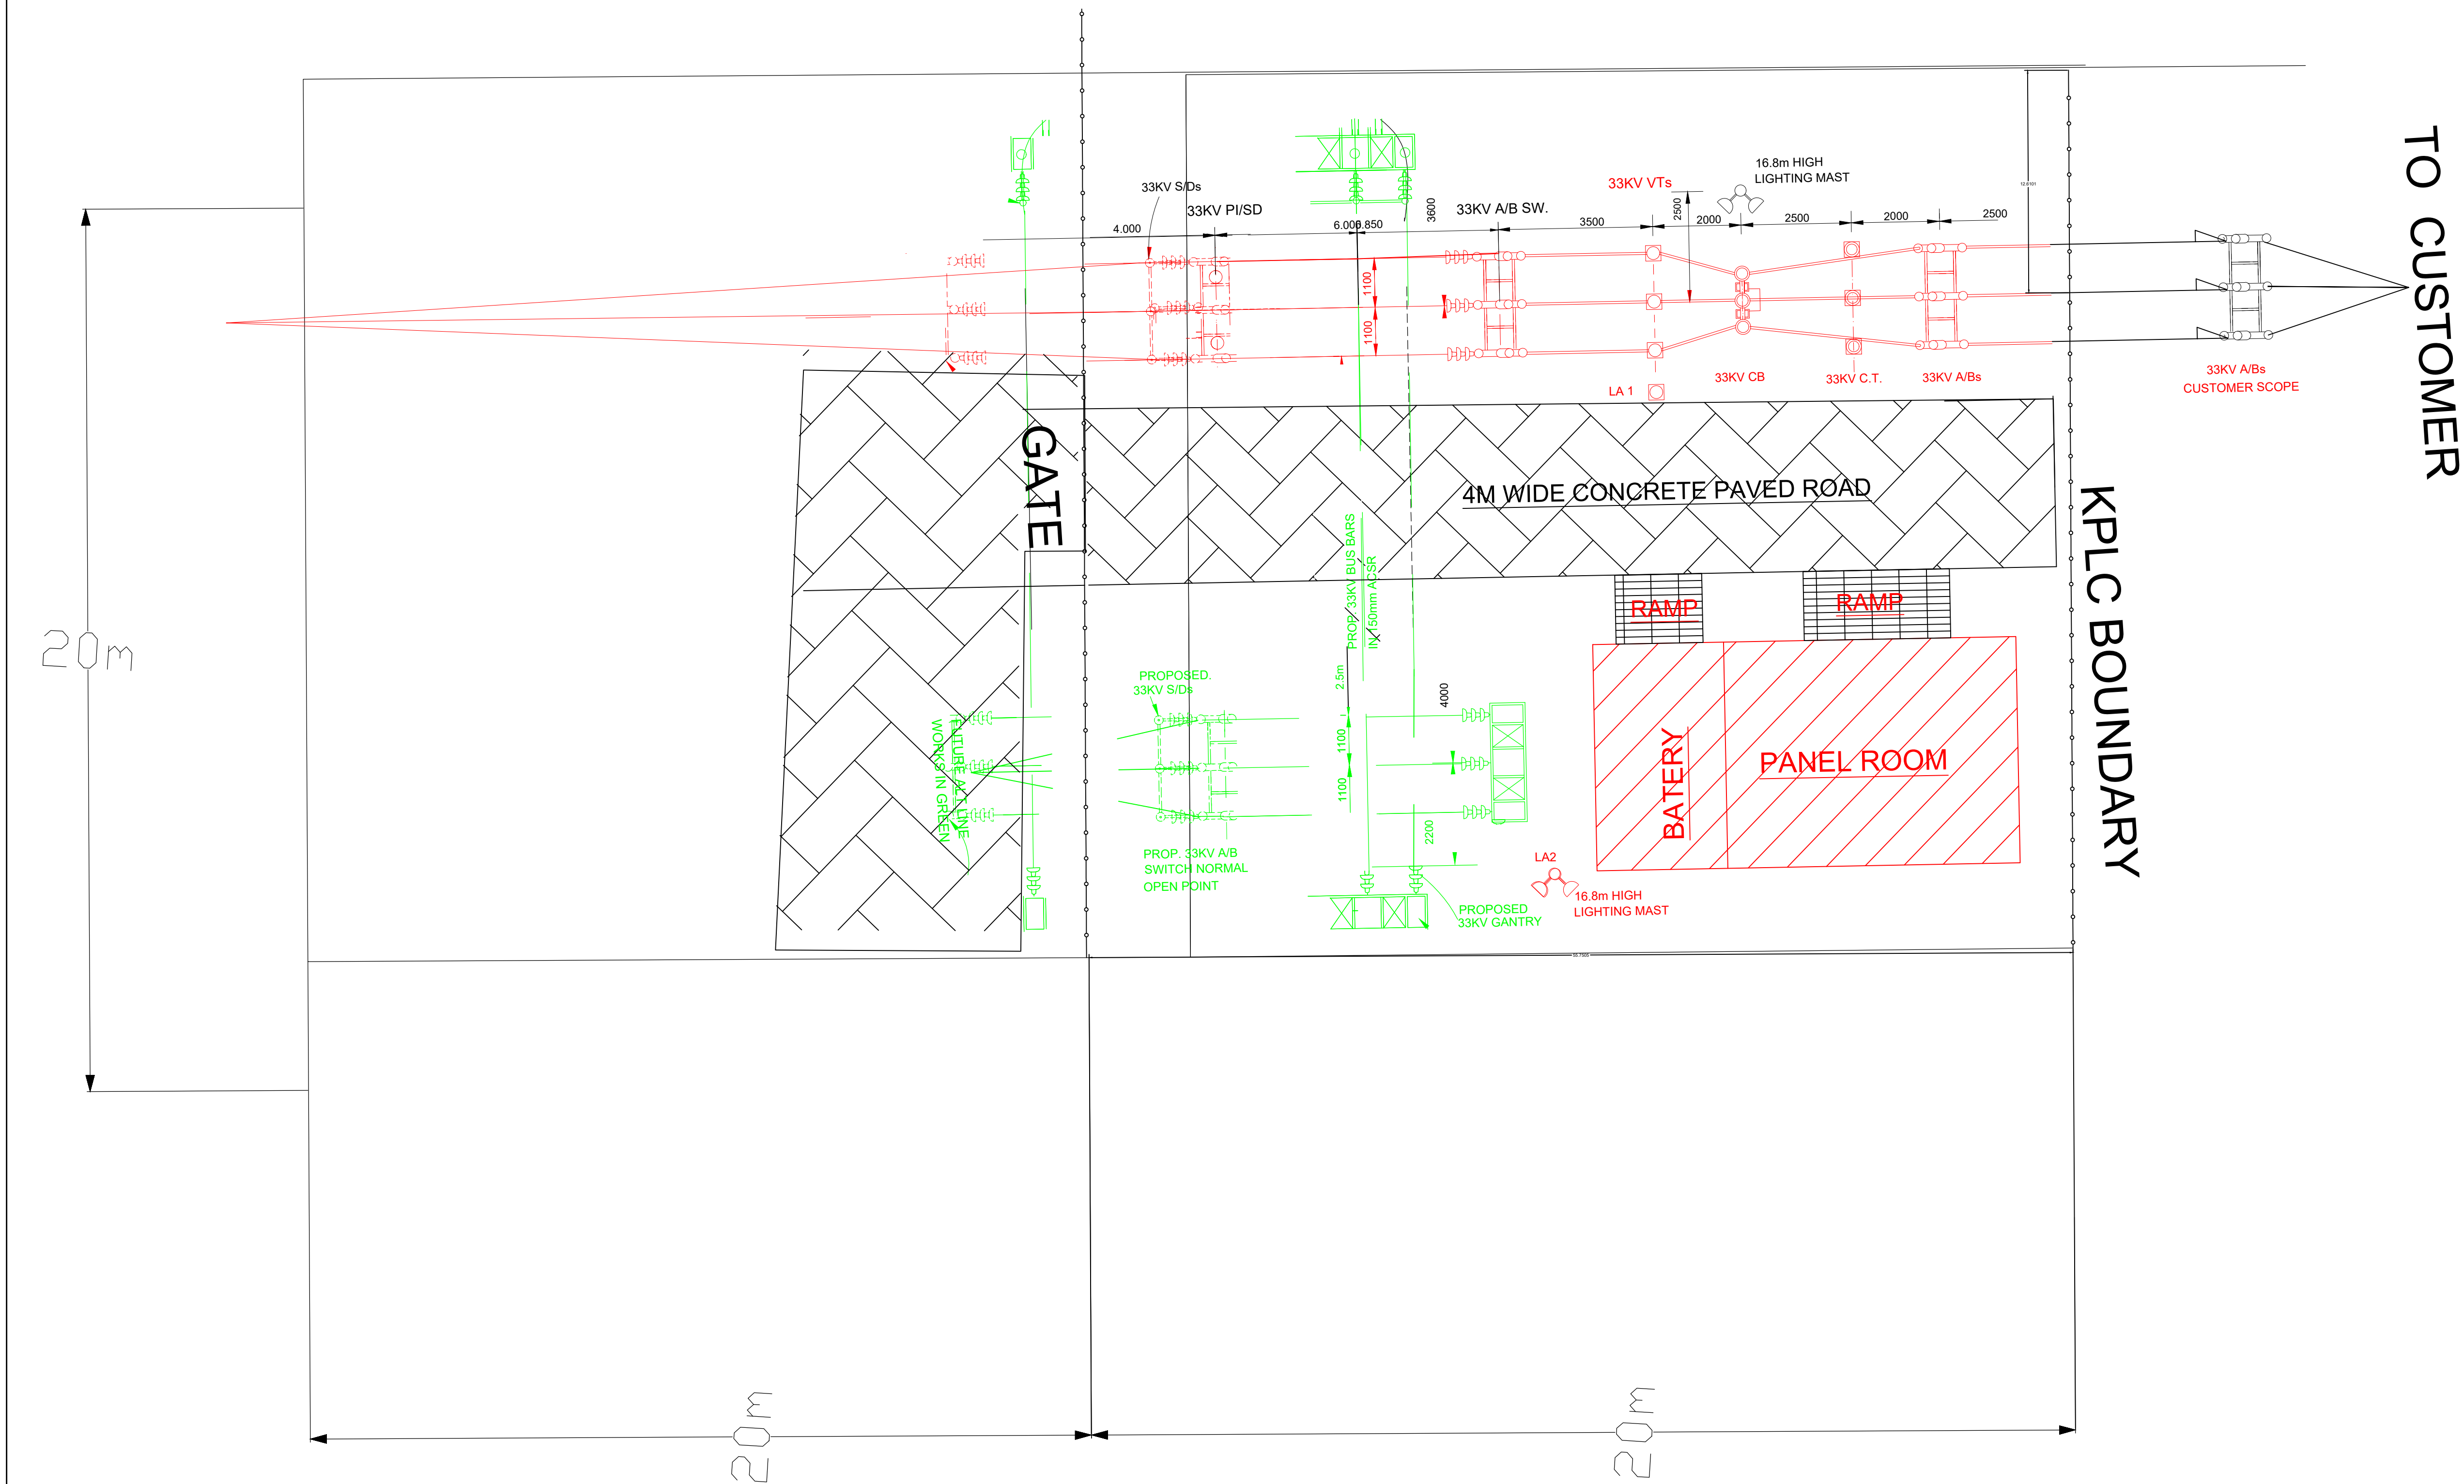 TO CUSTOMER
16.8m HIGH
LIGHTING MAST
33KV S/Ds
33KV PI/SD
33KV VTs
33KV A/B SW.
4.000
6.000
3600
3500
2500
2000
2500
2000
2500
12.0101
1100
1100
LA 1
33KV CB
33KV C.T.
33KV A/Bs
33KV A/Bs
CUSTOMER SCOPE
GATE
4M WIDE CONCRETE PAVED ROAD
KPLC BOUNDARY
PROP. 33KV BUS BARS
IN 150mm ACSR
RAMP
RAMP
20m
PROPOSED.
33KV S/Ds
2.5m
4000
1100
1100
2200
FUTURE ALT LINE
WORKS IN GREEN
BATERY
PANEL ROOM
PROP. 33KV A/B
SWITCH NORMAL
OPEN POINT
LA2
16.8m HIGH
LIGHTING MAST
PROPOSED
33KV GANTRY
20m
20m